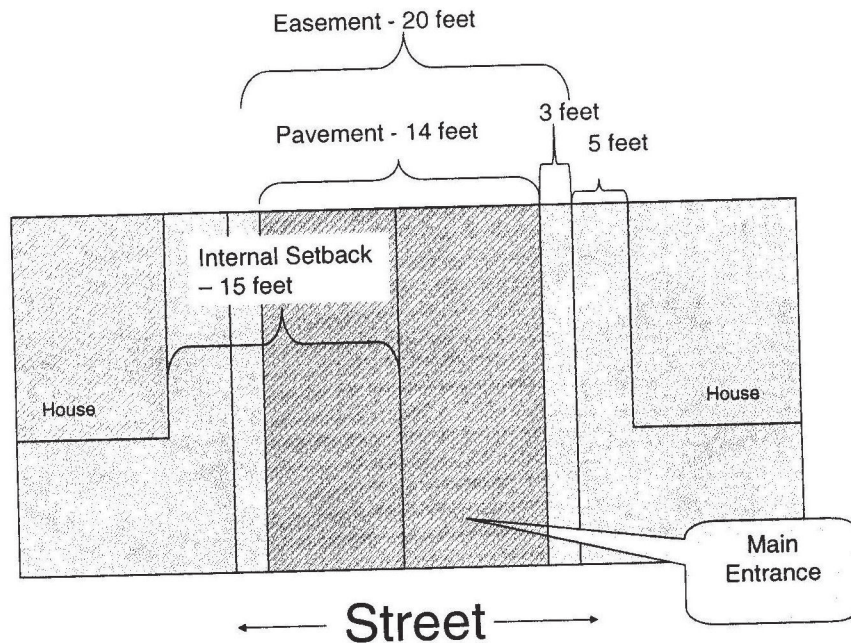 Easement - 20 feet
3 feet
Pavement - 14 feet
5 feet
Internal Setback
– 15 feet
House
House
Main
Entrance
Street